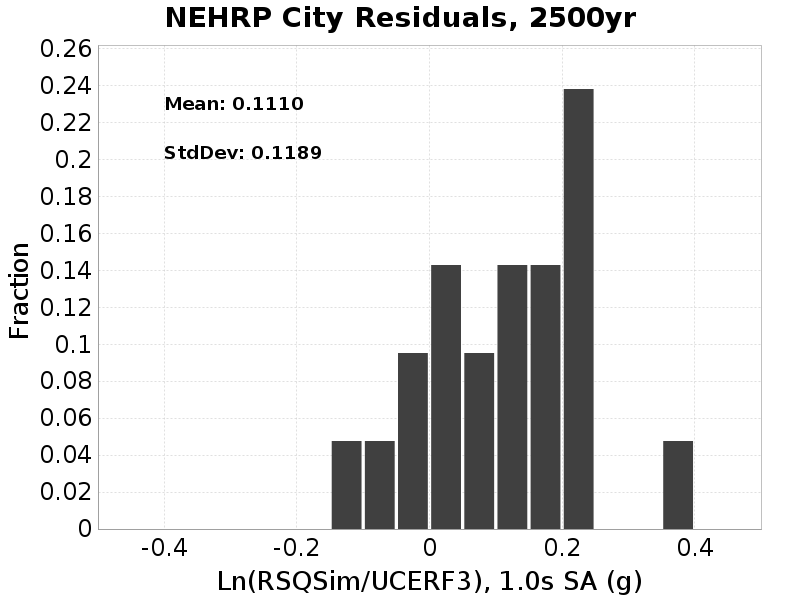 NEHRP City Residuals, 2500yr
Mean: 0.1110
StdDev: 0.1189
Fraction
0.26
0.24
0.22
0.2
0.18
0.16
0.14
0.12
0.1
0.08
0.06
0.04
0.02
0
-0.4 -0.2 0 0.2 0.4
Ln(RSQSim/UCERF3), 1.0s SA (g)